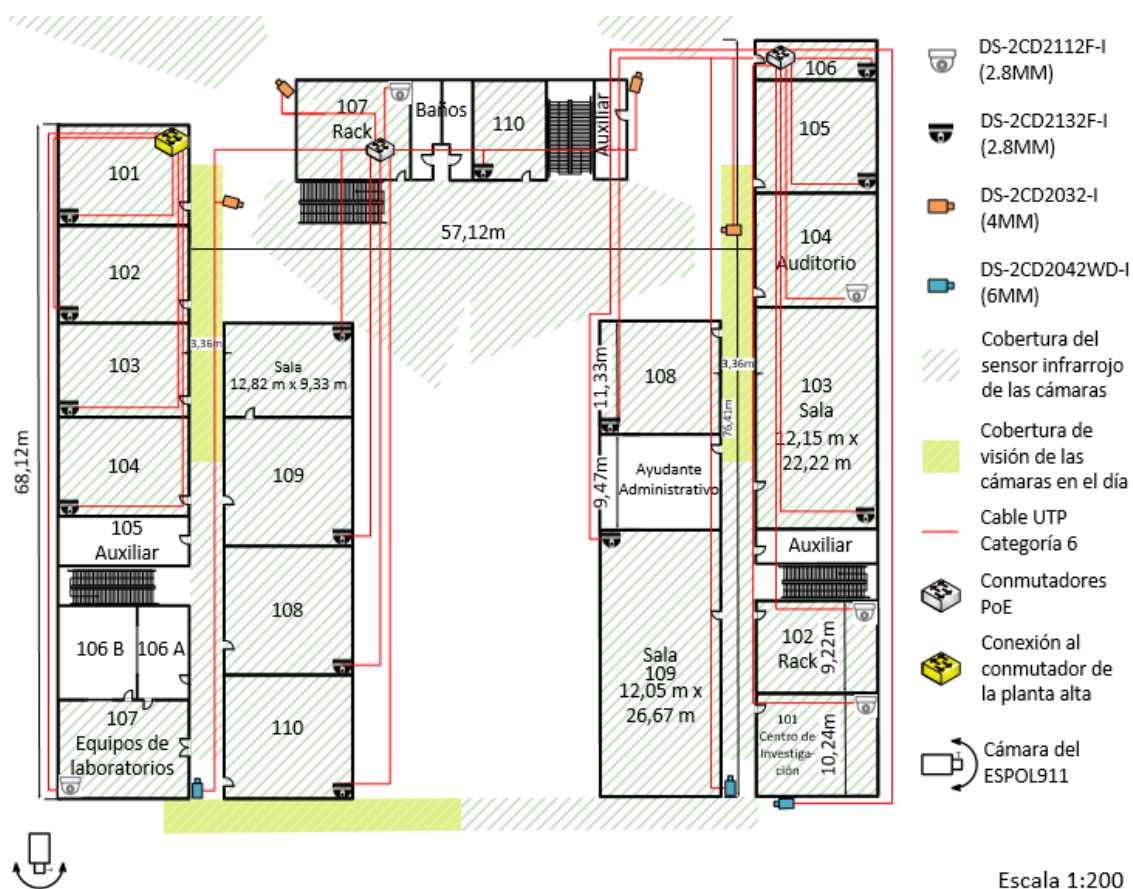 106
107
Rack
Baños
110
Auxiliar
105
101
104
Auditorio
57,12m
102
3,36m
103
Sala
12,82 m x 9,33 m
11,33m
108
3,36m
76,41m
103
Sala
12,15 m x
22,22 m
68,12m
104
109
9,47m
Ayudante
Administrativo
105
Auxiliar
Auxiliar
108
106 B
106 A
Sala
109
12,05 m x
26,67 m
102
Rack
9,22m
107
Equipos de
laboratorios
110
101
Centro de
Investiga-
ción
10,24m
DS-2CD2112F-I
(2.8MM)
DS-2CD2132F-I
(2.8MM)
DS-2CD2032-I
(4MM)
DS-2CD2042WD-I
(6MM)
Cobertura del
sensor infrarrojo
de las cámaras
Cobertura de
visión de las
cámaras en el día
Cable UTP
Categoría 6
Conmutadores
PoE
Conexión al
conmutador de
la planta alta
Cámara del
ESPOL911
Escala 1:200